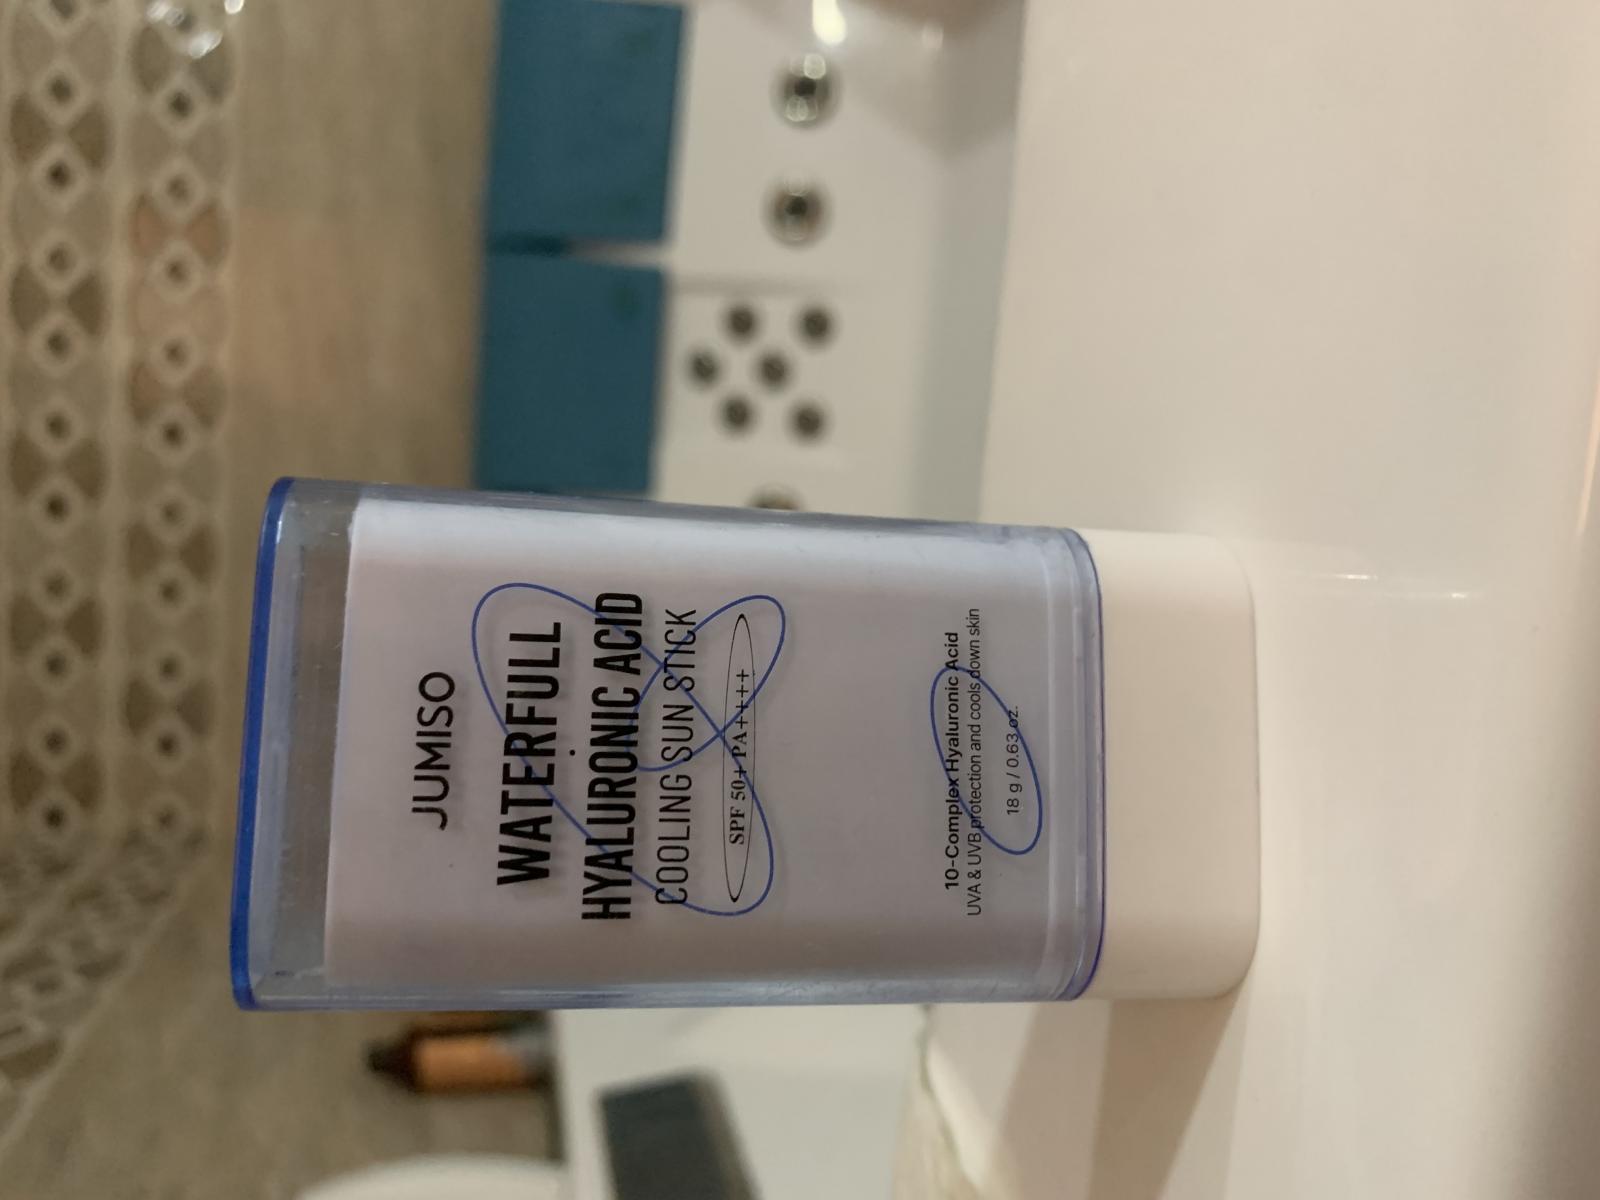 JUMISO
WATERFULL
HYALURONIC ACID
COOLING SUN STICK
SPF 50+ PA++++
10-Complex Hyaluronic Acid
UVA & UVB protection and cools down skin
18 g / 0.63 oz.